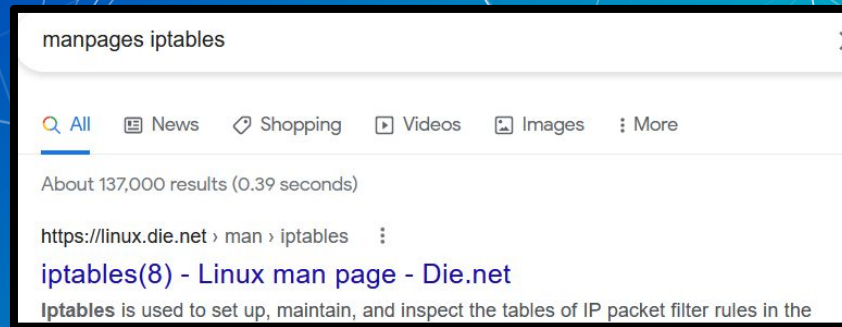 manpages iptables
All News Shopping Videos Images More
About 137,000 results (0.39 seconds)
https://linux.die.net › man › iptables
iptables(8) - Linux man page - Die.net
Iptables is used to set up, maintain, and inspect the tables of IP packet filter rules in the